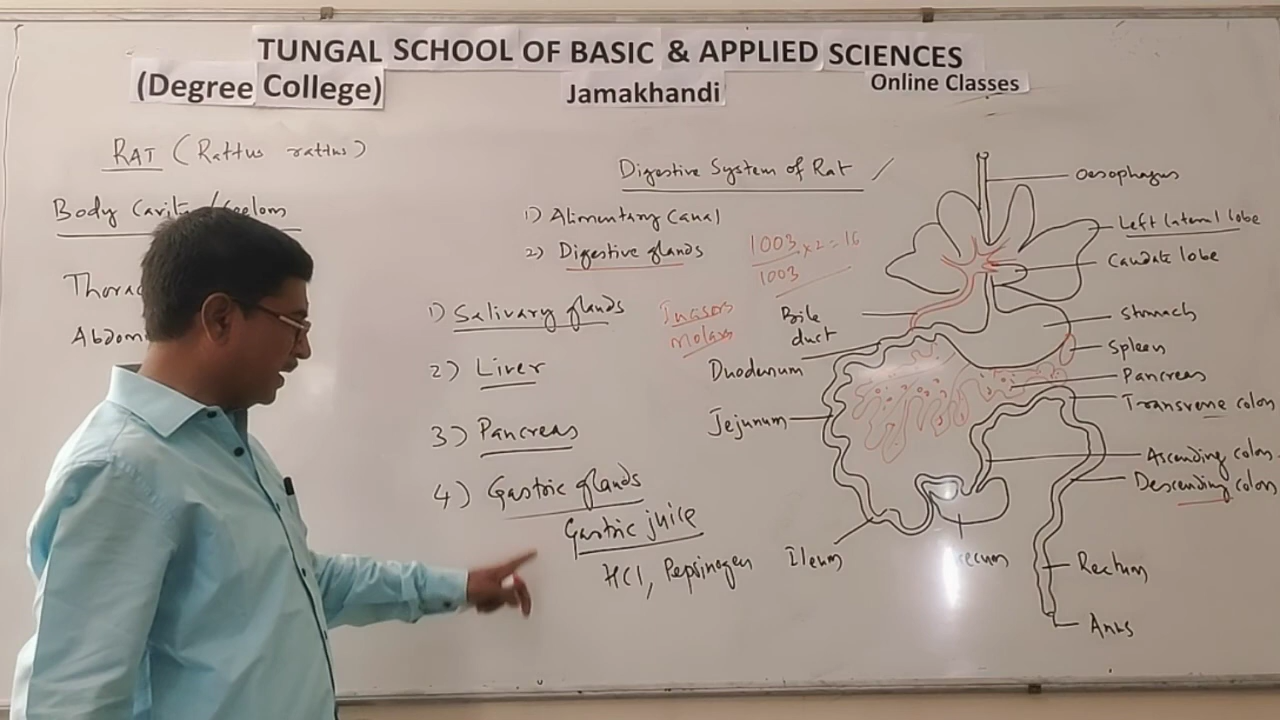 TUNGAL SCHOOL OF BASIC & APPLIED SCIENCES
(Degree College)
Jamakhandi
Online Classes
RAT (Rattus rattus)
Body Cavity /
Digestive System of Rat
1) Alimentary Canal
2) Digestive glands
1003 × 2 = 16
1003
1) Salivary glands
Incisors
Molars
2) Liver
3) Pancreas
4) Gastric glands
Gastric juice
HCl, Pepsinogen
Oesophagus
Left lateral lobe
Caudate lobe
Bile
duct
Stomach
Spleen
Duodenum
Pancreas
Transverse colon
Jejunum
Ascending colon
Descending colon
Ileum
Rectum
Anus